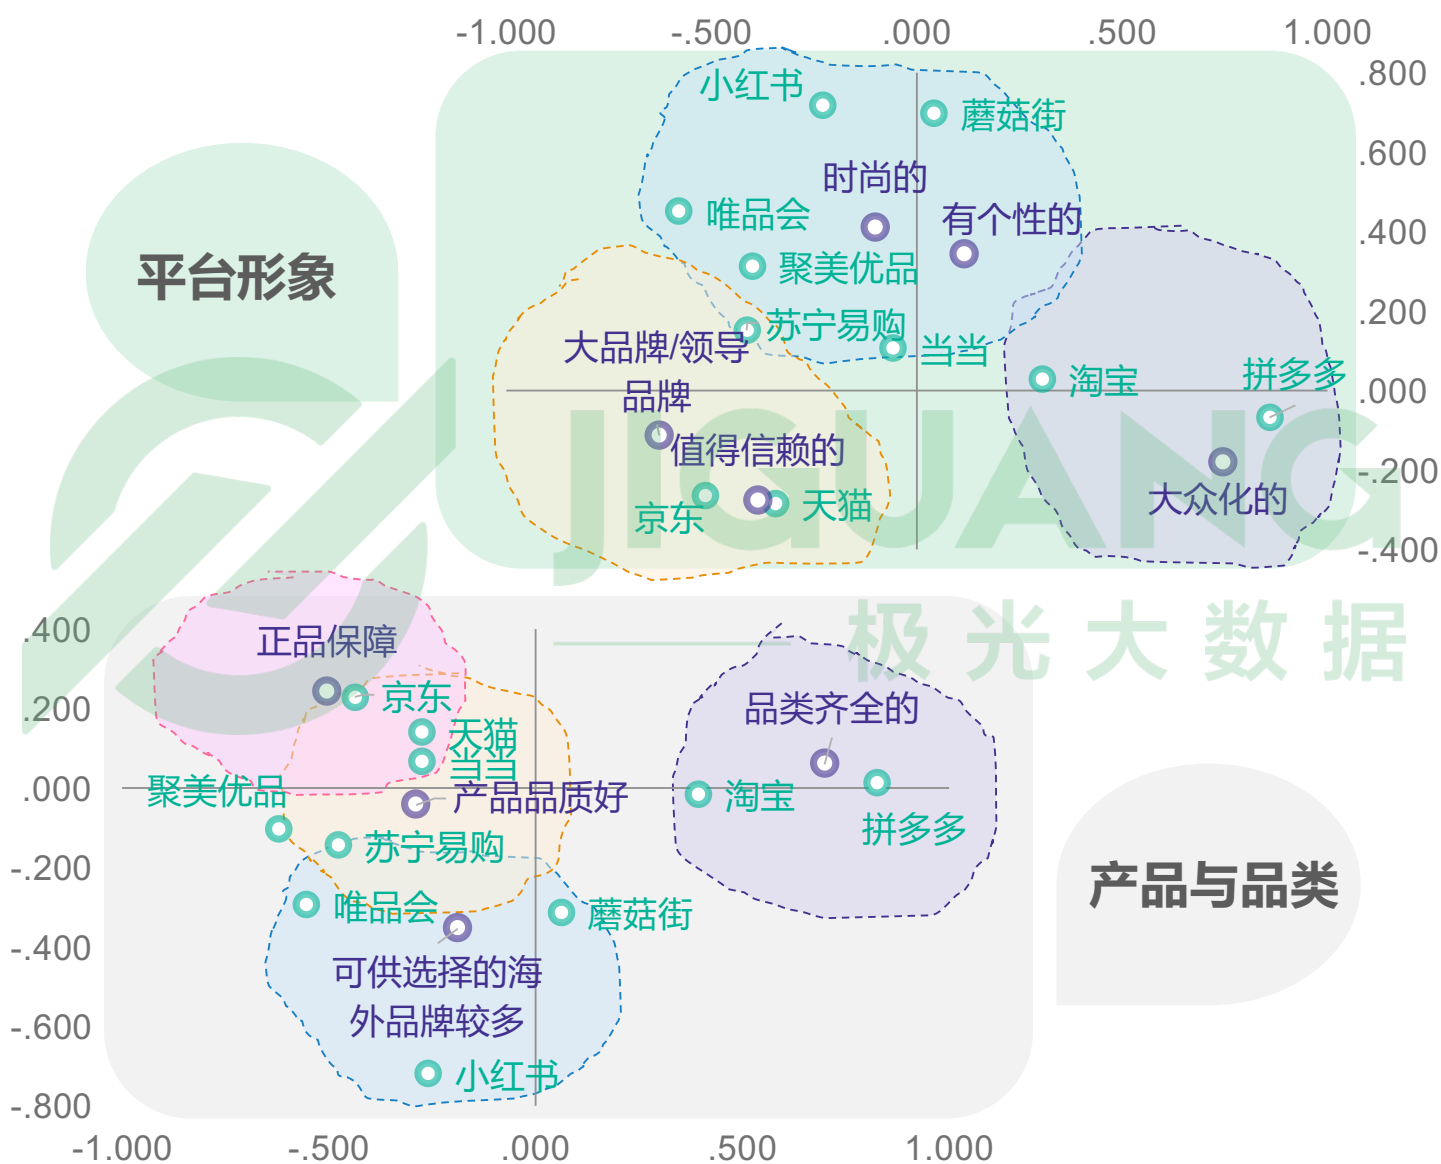 -1.000 -.500 .000 .500 1.000
.800
小红书
蘑菇街
.600
时尚的
唯品会
有个性的
.400
平台形象
聚美优品
.200
苏宁易购
大品牌/领导
品牌
当当
淘宝
拼多多
.000
值得信赖的
-.200
大众化的
京东
天猫
-.400
JIGUANG
极光大数据
.400
正品保障
.200
京东
天猫
当当
品类齐全的
.000
聚美优品
产品品质好
淘宝
拼多多
苏宁易购
-.200
产品与品类
唯品会
蘑菇街
-.400
可供选择的海
外品牌较多
-.600
小红书
-.800
-1.000 -.500 .000 .500 1.000